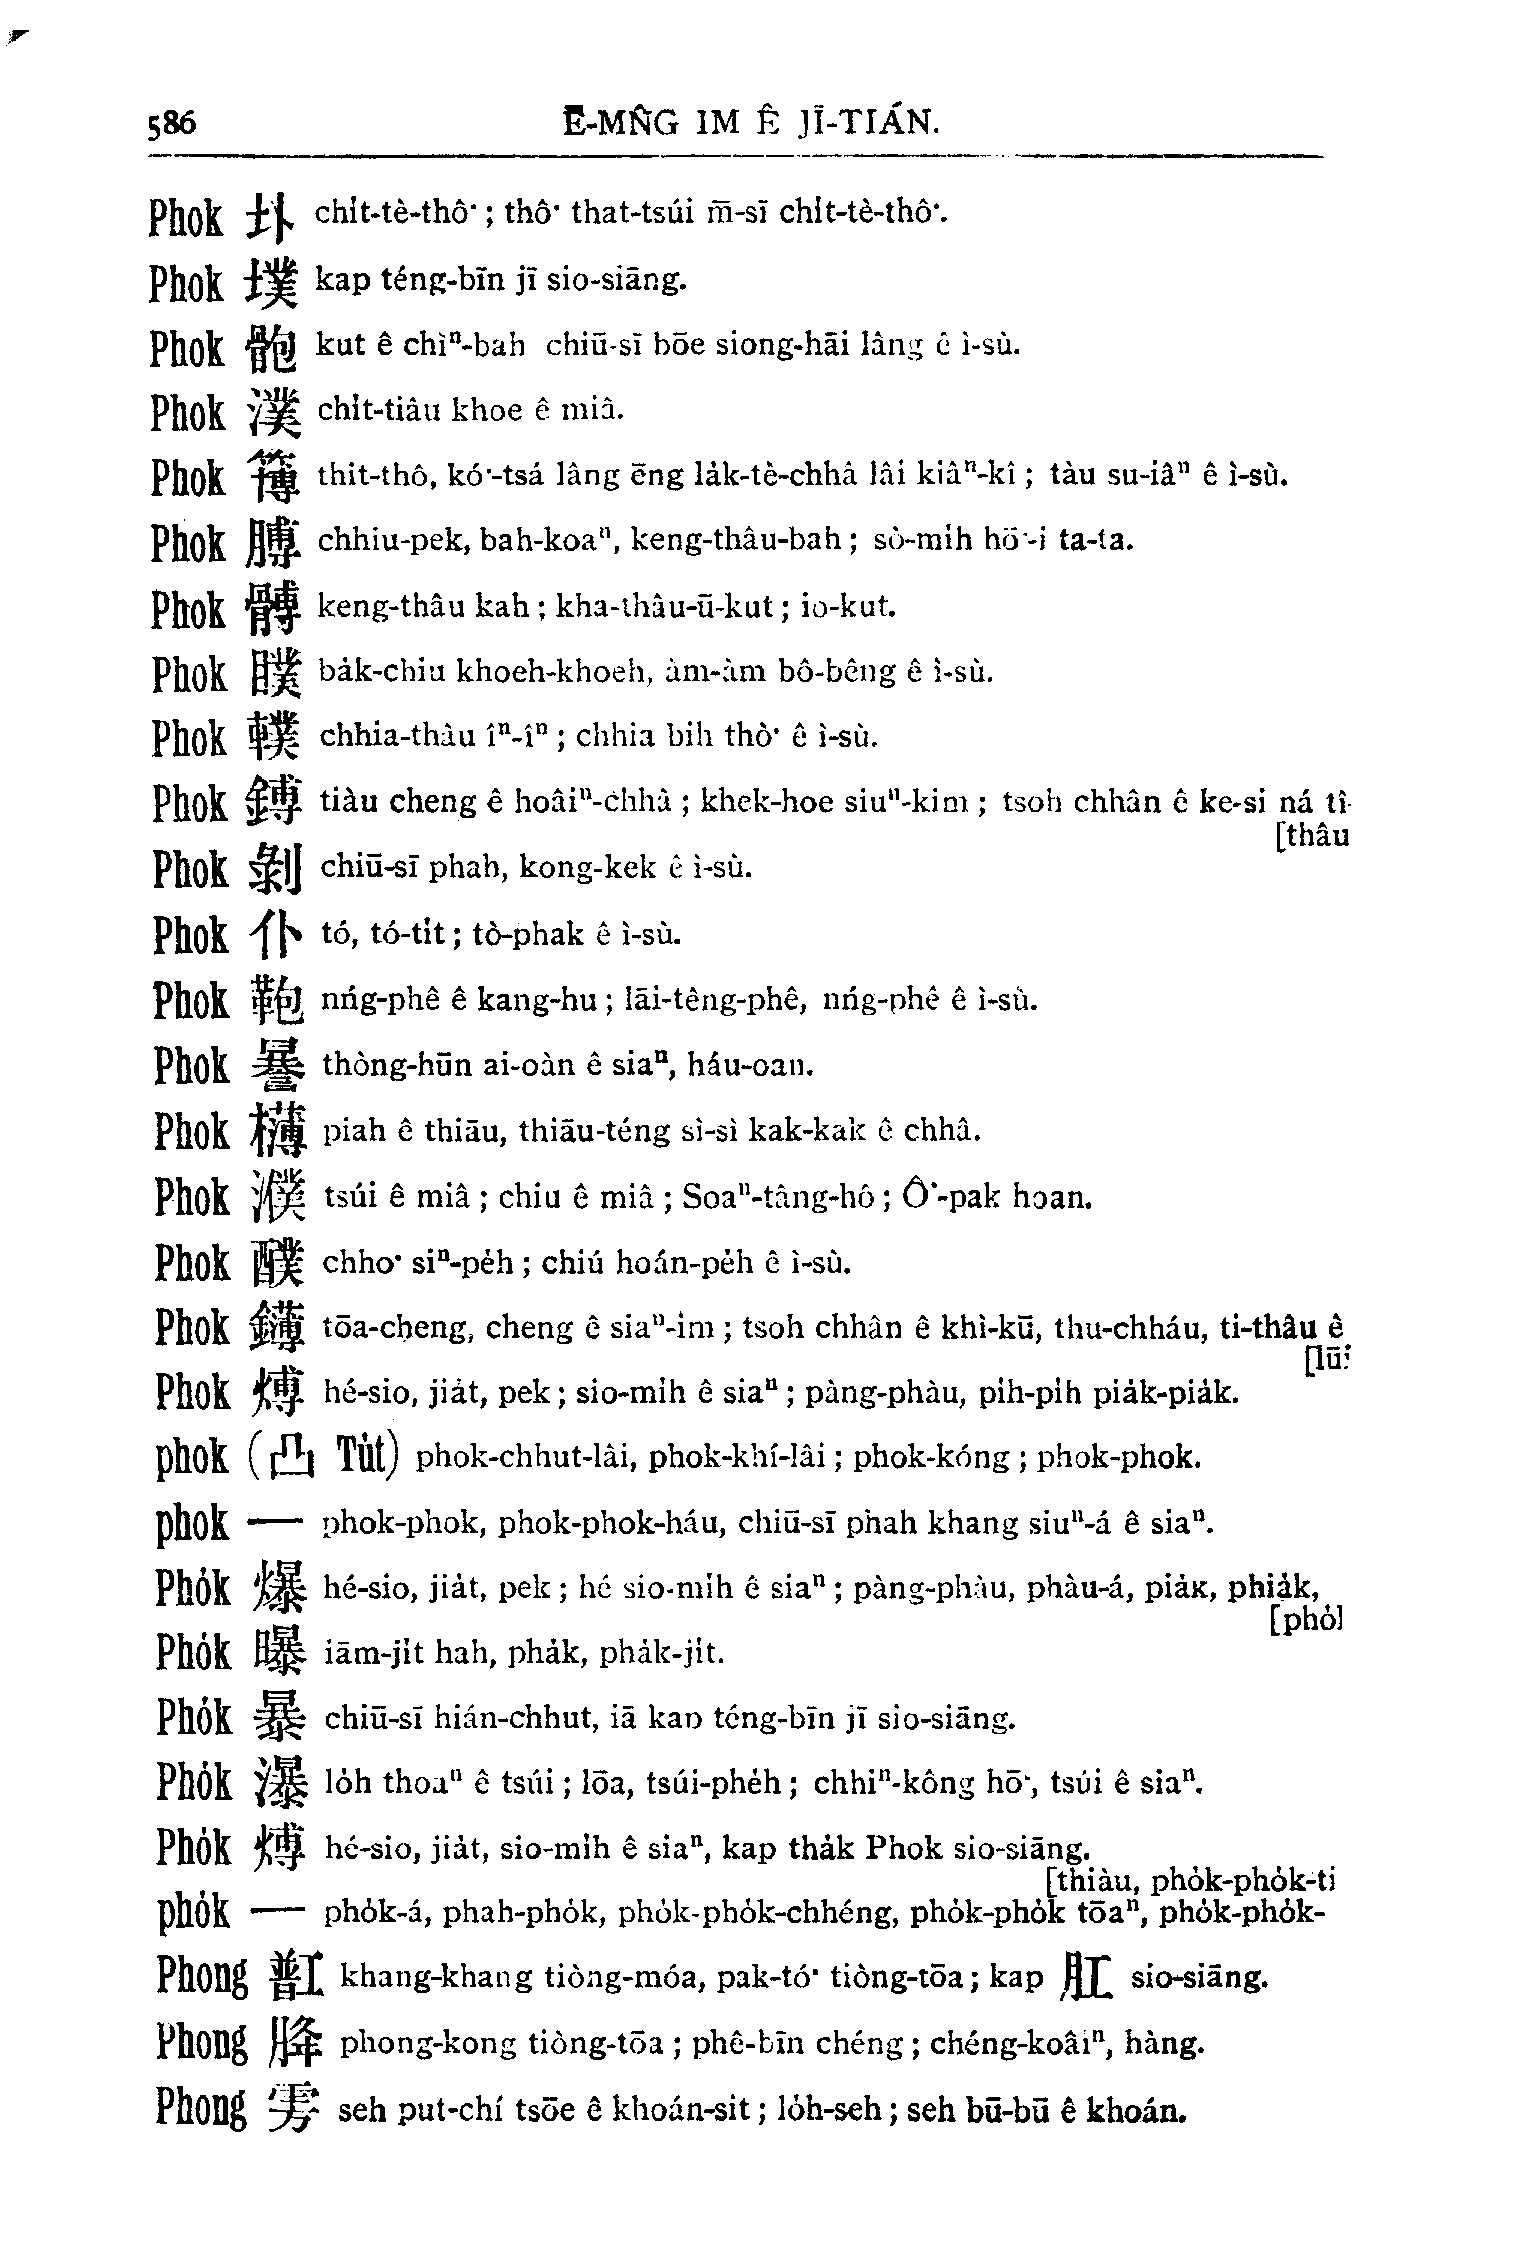 586 Ē-MN̂G IM Ê JĪ-TIÁN.
Phok 圤 chi̍t-tè-thô͘ ; thô͘ that-tsúi m̄-sī chi̍t-tè-thô͘.
Phok 墣 kap téng-bīn jī sio-siāng.
Phok 骲 kut ê chìⁿ-bah chiū-sī bōe siong-hāi lâng ê ì-sù.
Phok 濮 chi̍t-tiâu khoe ê miâ.
Phok 簙 thit-thô, kó͘-tsá lâng ēng la̍k-tè-chhâ lâi kiâⁿ-kî ; tàu su-iâⁿ ê ì-sù.
Phok 膊 chhiu-pek, bah-koaⁿ, keng-thâu-bah ; sò-mi̍h hō͘-i ta-ta.
Phok 髆 keng-thâu kah ; kha-thâu-ū-kut ; io-kut.
Phok 瞨 ba̍k-chiu khoeh-khoeh, àm-àm bô-bêng ê ì-sù.
Phok 轐 chhia-thàu îⁿ-îⁿ ; chhia bih thò͘ ê ì-sù.
Phok 鎛 tiàu cheng ê hoâiⁿ-chhâ ; khek-hoe siuⁿ-kim ; tsoh chhân ê ke-si ná tî-
[thâu
Phok 剝 chiū-sī phah, kong-kek ê ì-sù.
Phok 仆 tó, tó-ti̍t ; tò-phak ê ì-sù.
Phok 鞄 nńg-phê ê kang-hu ; lāi-têng-phê, nńg-phê ê ì-sù.
Phok 謈 thòng-hūn ai-oàn ê siaⁿ, háu-oan.
Phok 欂 piah ê thiāu, thiāu-téng sì-sì kak-kak ê chhâ.
Phok 濮 tsúi ê miâ ; chiu ê miâ ; Soaⁿ-tâng-hô ; Ô͘-pak hoan.
Phok 醭 chho͘ siⁿ-pe̍h ; chiú hoán-pe̍h ê ì-sù.
Phok 鑮 tōa-cheng, cheng ê siaⁿ-im ; tsoh chhân ê khì-kū, thu-chháu, ti-thâu ê
[lūi
Phok 煿 hé-sio, jia̍t, pek ; sio-mi̍h ê siaⁿ ; pàng-phàu, pi̍h-pi̍h pia̍k-pia̍k.
phok (凸 Tu̍t) phok-chhut-lâi, phok-khí-lâi ; phok-kóng ; phok-phok.
phok — phok-phok, phok-phok-háu, chiū-sī phah khang siuⁿ-á ê siaⁿ.
Pho̍k 爆 hé-sio, jia̍t, pek ; hé sio-mi̍h ê siaⁿ ; pàng-phàu, phàu-á, pia̍k, phia̍k,
[pho̍l
Pho̍k 曝 iām-ji̍t hah, pha̍k, pha̍k-ji̍t.
Pho̍k 暴 chiū-sī hián-chhut, iā kap téng-bīn jī sio-siāng.
Pho̍k 瀑 lo̍h thoaⁿ ê tsúi ; lōa, tsúi-phe̍h ; chhiⁿ-kông hō͘, tsúi ê siaⁿ.
Pho̍k 煿 hé-sio, jia̍t, sio-mi̍h ê siaⁿ, kap tha̍k Phok sio-siāng.
[thiàu, pho̍k-pho̍k-ti
pho̍k — pho̍k-á, phah-pho̍k, pho̍k-pho̍k-chhéng, pho̍k-pho̍k tōaⁿ, pho̍k-pho̍k-
Phong khang-khang tiòng-móa, pak-tó͘ tiòng-tōa ; kap 肛 sio-siāng.
Phong 胮 phong-kong tiòng-tōa ; phê-bīn chéng ; chéng-koâiⁿ, hàng.
Phong 雱 seh put-chí tsōe ê khoán-sit ; lo̍h-seh ; seh bū-bū ê khoán.